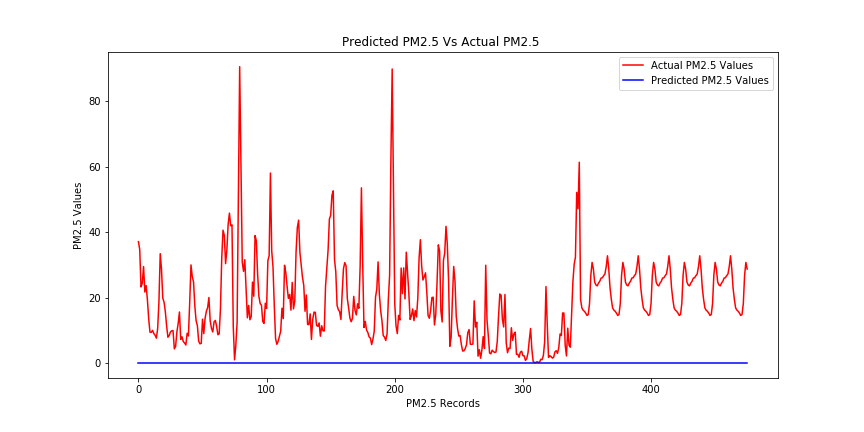 Predicted PM2.5 Vs Actual PM2.5
Actual PM2.5 Values
Predicted PM2.5 Values
80
60
40
20
0
PM2.5 Values
0 100 200 300 400
PM2.5 Records